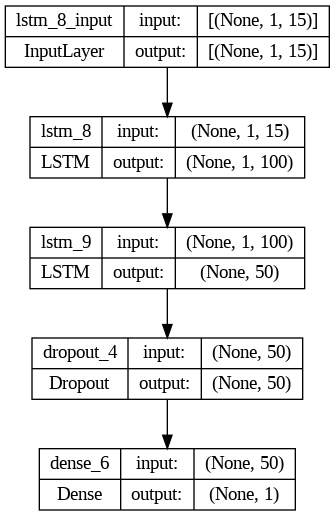 lstm_8_input input: [(None, 1, 15)]
InputLayer output: [(None, 1, 15)]
lstm_8 input: (None, 1, 15)
LSTM output: (None, 1, 100)
lstm_9 input: (None, 1, 100)
LSTM output: (None, 50)
dropout_4 input: (None, 50)
Dropout output: (None, 50)
dense_6 input: (None, 50)
Dense output: (None, 1)